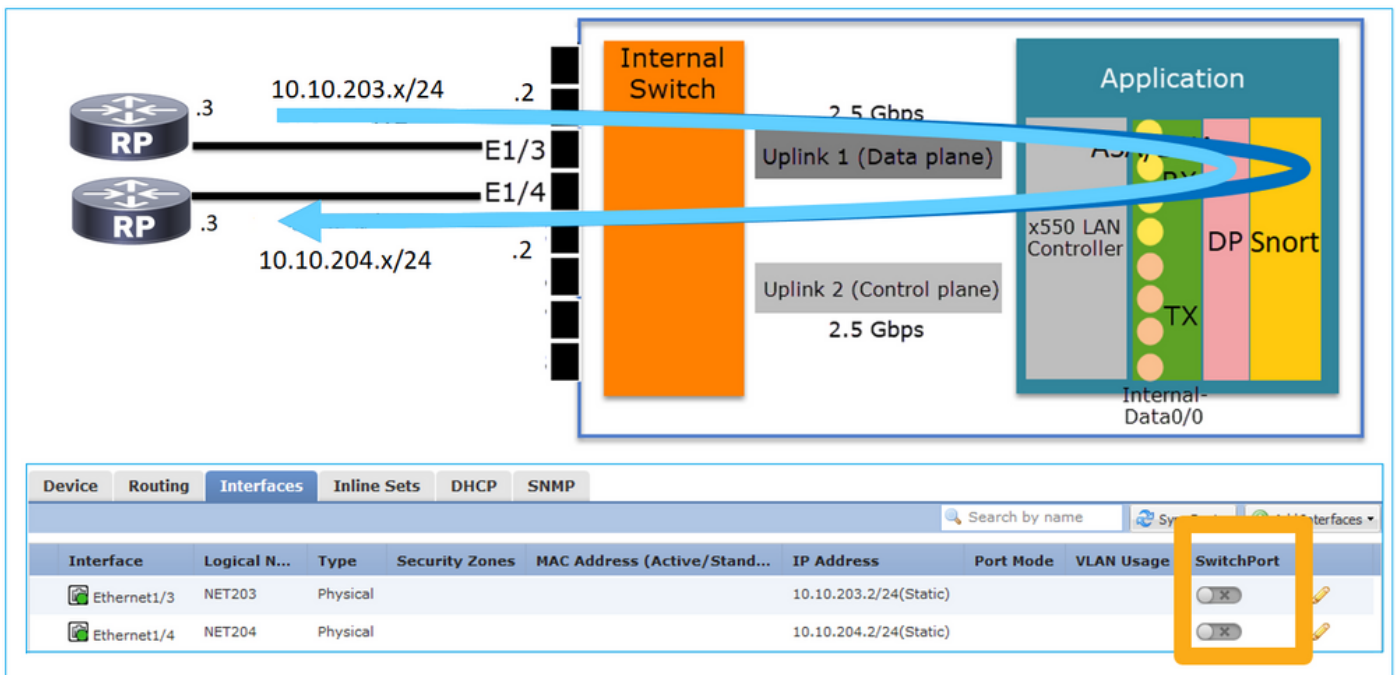 Internal
Switch
Application
10.10.203.x/24
.2
.3
2.5 Gbps
RP
E1/3
Uplink 1 (Data plane)
E1/4
RP
.3
.2
10.10.204.x/24
x550 LAN
Controller
DP
Snort
Uplink 2 (Control plane)
TX
2.5 Gbps
Internal-
Data0/0
Device Routing Interfaces Inline Sets DHCP SNMP
Search by name
Interface Logical N... Type Security Zones MAC Address (Active/Stand... IP Address Port Mode VLAN Usage SwitchPort
Ethernet1/3 NET203 Physical 10.10.203.2/24(Static)
Ethernet1/4 NET204 Physical 10.10.204.2/24(Static)